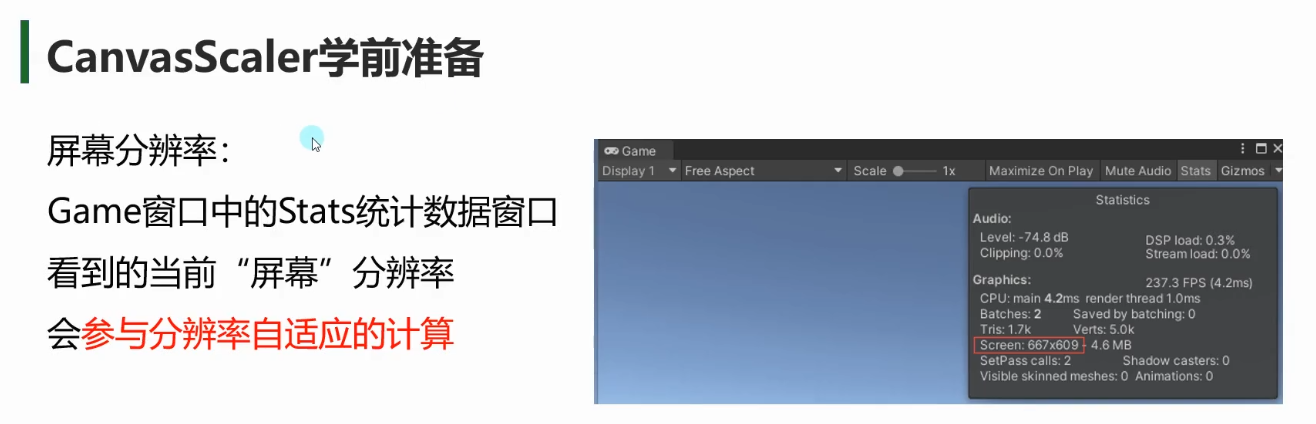 CanvasScaler学前准备
屏幕分辨率：
Game窗口中的Stats统计数据窗口
看到的当前“屏幕”分辨率
会参与分辨率自适应的计算
Game
Display 1 Free Aspect Scale 1x Maximize On Play Mute Audio Stats Gizmos
Statistics
Audio:
Level: -74.8 dB DSP load: 0.3%
Clipping: 0.0% Stream load: 0.0%
Graphics: 237.3 FPS (4.2ms)
CPU: main 4.2ms render thread 1.0ms
Batches: 2 Saved by batching: 0
Tris: 1.7k Verts: 5.0k
Screen: 667x609 - 4.6 MB
SetPass calls: 2 Shadow casters: 0
Visible skinned meshes: 0 Animations: 0